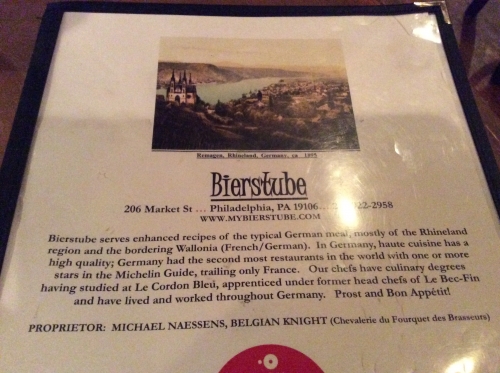 Remagen, Rhineland, Germany, ca 1895
Bierstube
206 Market St ... Philadelphia, PA 19106... 922-2958
WWW.MYBIERSTUBE.COM
Bierstube serves enhanced recipes of the typical German meal, mostly of the Rhineland
region and the bordering Wallonia (French/German). In Germany, haute cuisine has a
high quality; Germany had the second most restaurants in the world with one or more
stars in the Michelin Guide, trailing only France. Our chefs have culinary degrees
having studied at Le Cordon Bleú, apprenticed under former head chefs of Le Bec-Fin
and have lived and worked throughout Germany. Prost and Bon Appétit!
PROPRIETOR: MICHAEL NAESSENS, BELGIAN KNIGHT (Chevalerie du Fourquet des Brasseurs)